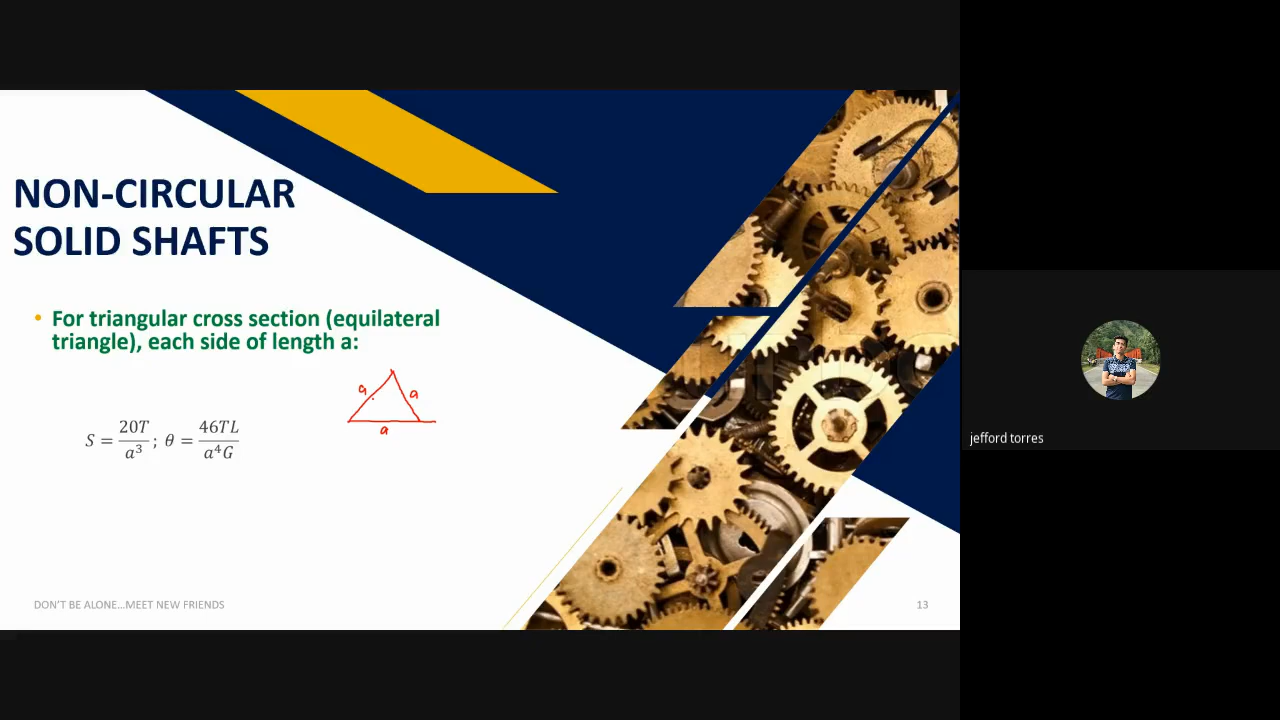 NON-CIRCULAR
SOLID SHAFTS
• For triangular cross section (equilateral
triangle), each side of length a:
a
a
a
S = 20T/a³ ; θ = 46TL/a⁴G
DON'T BE ALONE...MEET NEW FRIENDS
13
jefford torres